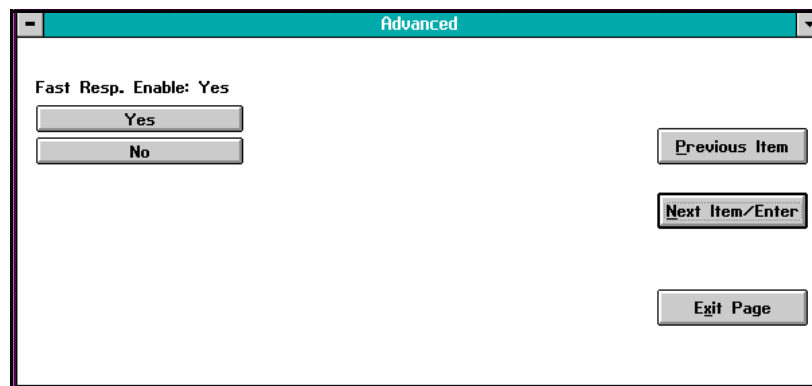 Advanced
Fast Resp. Enable: Yes
Yes
No
Previous Item
Next Item/Enter
Exit Page